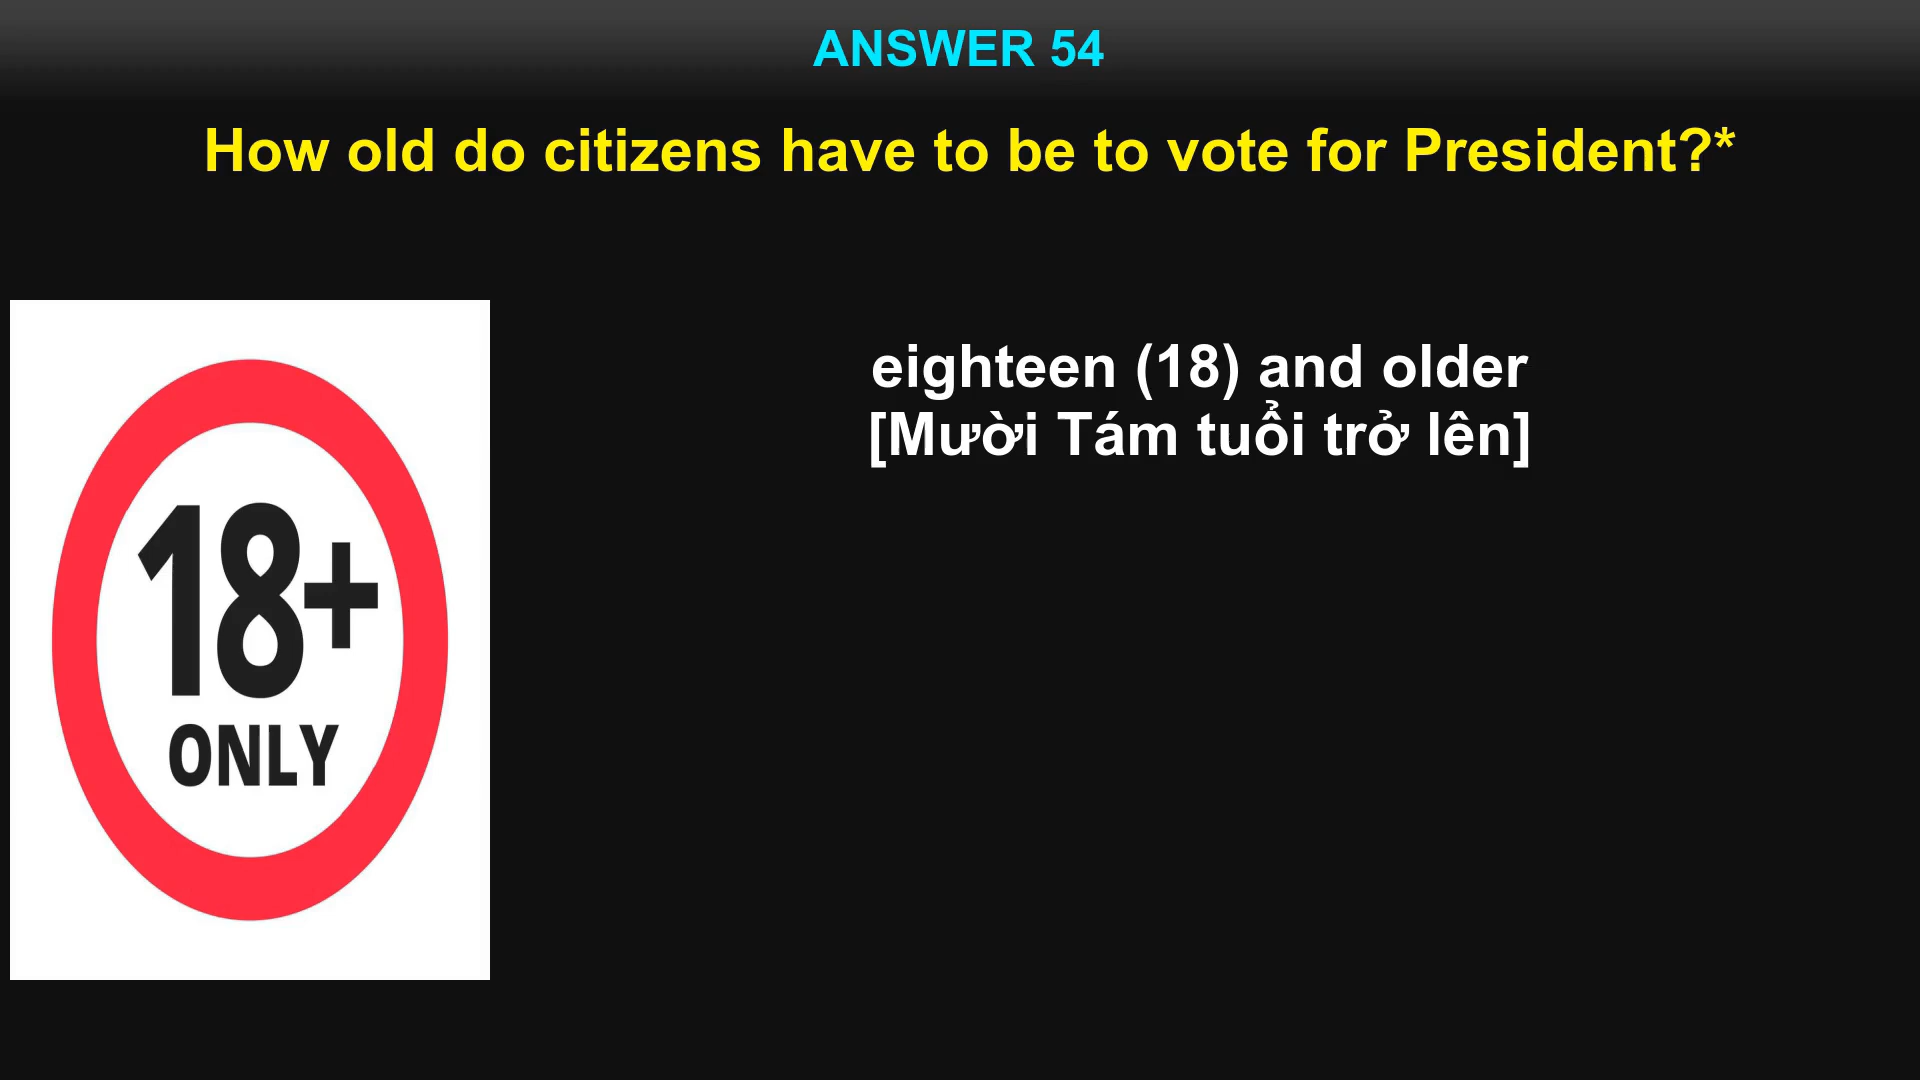 ANSWER 54
How old do citizens have to be to vote for President?*
eighteen (18) and older
[Mười Tám tuổi trở lên]
18+
ONLY